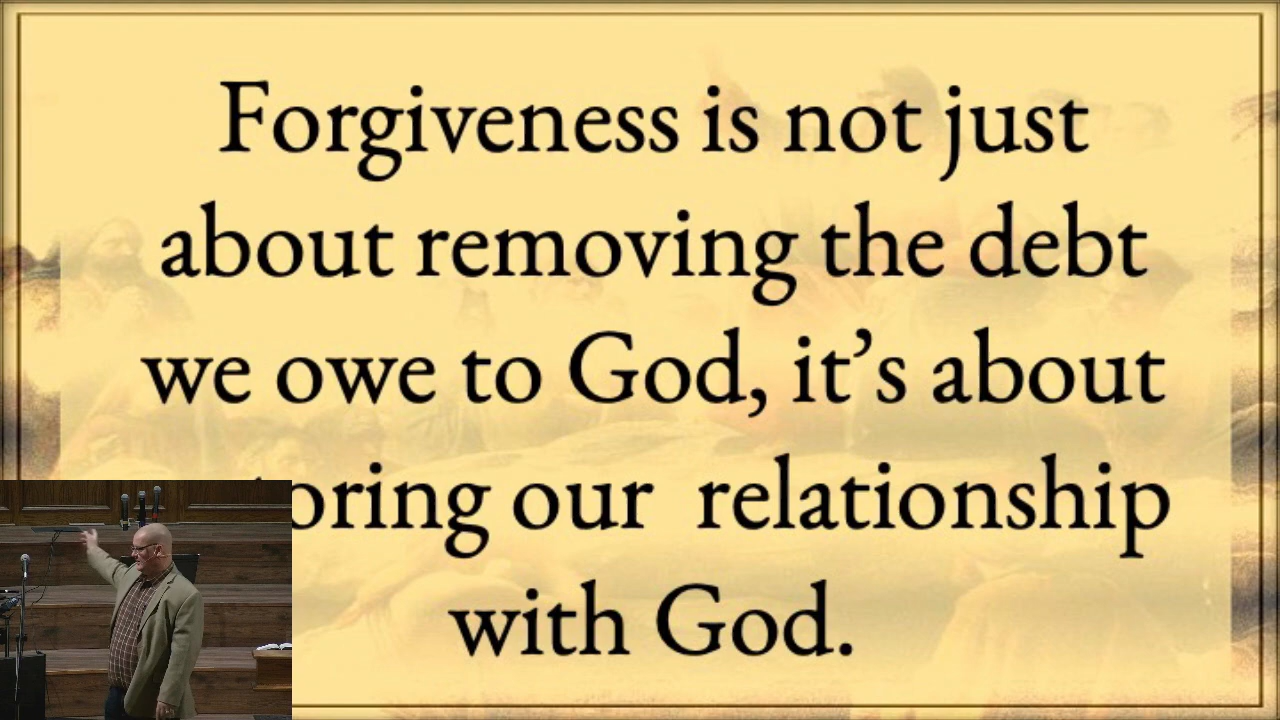 Forgiveness is not just
about removing the debt
we owe to God, it’s about
our relationship
with God.